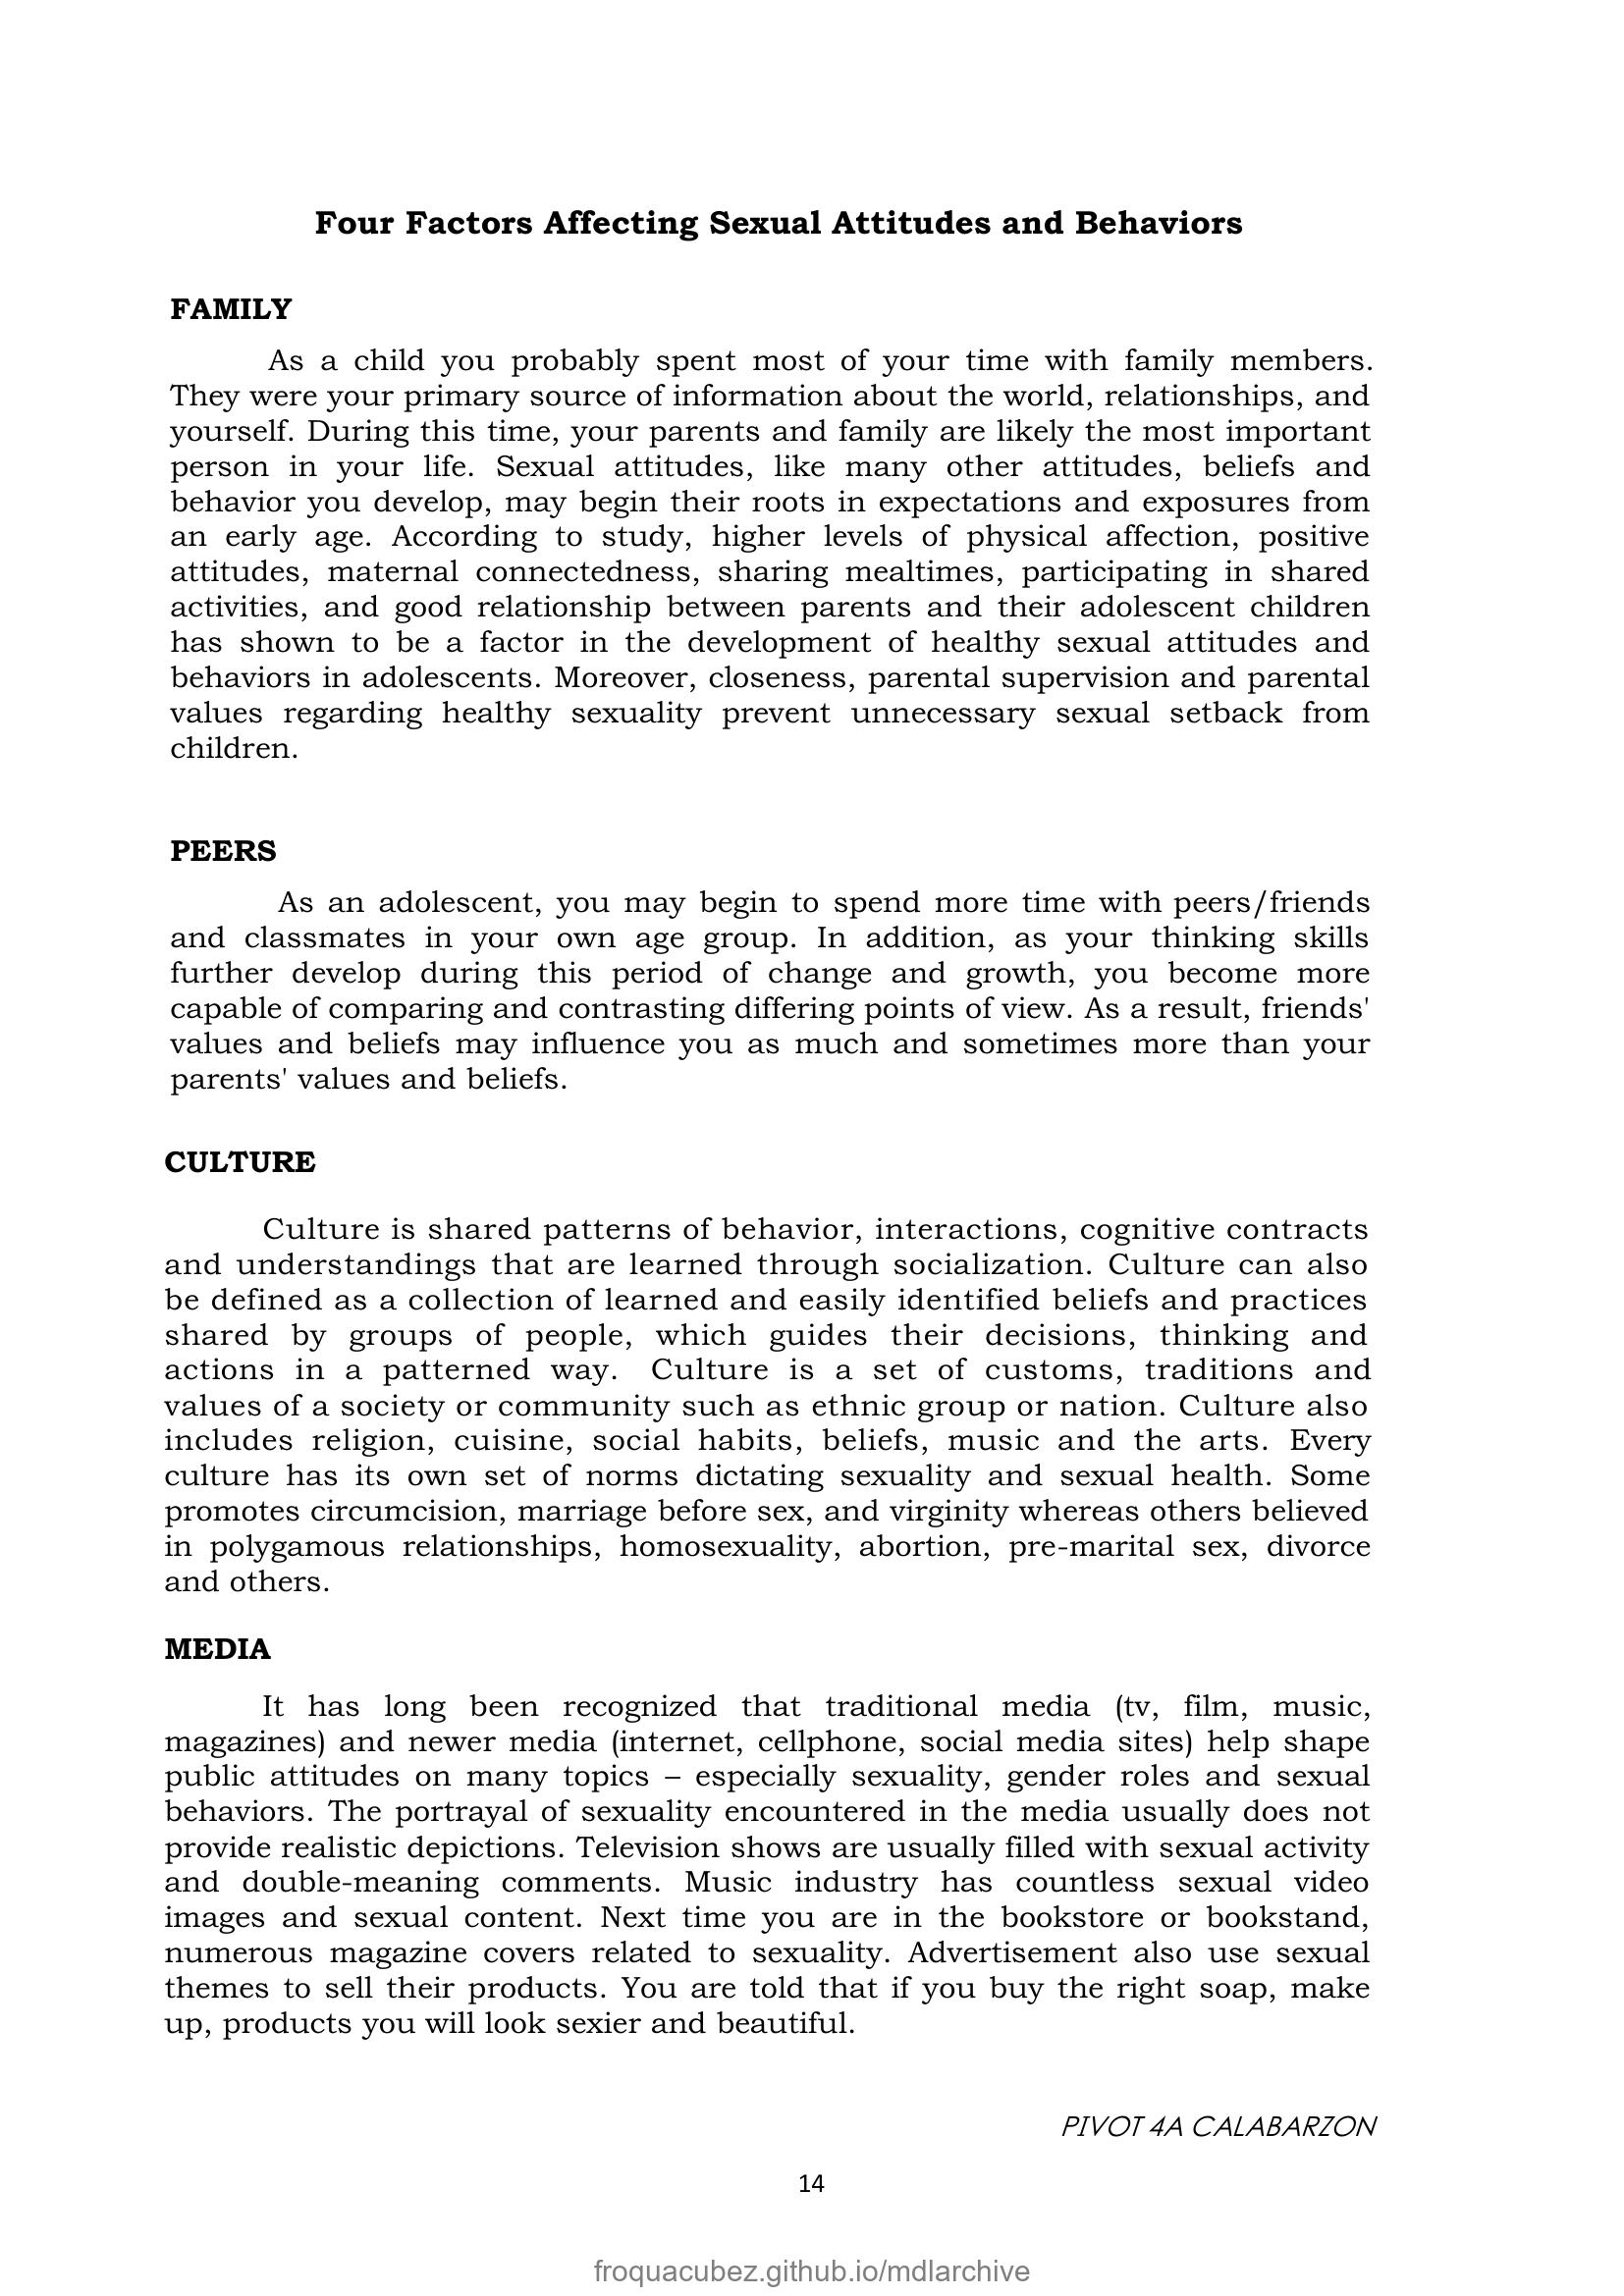 Four Factors Affecting Sexual Attitudes and Behaviors
FAMILY
As a child you probably spent most of your time with family members.
They were your primary source of information about the world, relationships, and
yourself. During this time, your parents and family are likely the most important
person in your life. Sexual attitudes, like many other attitudes, beliefs and
behavior you develop, may begin their roots in expectations and exposures from
an early age. According to study, higher levels of physical affection, positive
attitudes, maternal connectedness, sharing mealtimes, participating in shared
activities, and good relationship between parents and their adolescent children
has shown to be a factor in the development of healthy sexual attitudes and
behaviors in adolescents. Moreover, closeness, parental supervision and parental
values regarding healthy sexuality prevent unnecessary sexual setback from
children.
PEERS
As an adolescent, you may begin to spend more time with peers/friends
and classmates in your own age group. In addition, as your thinking skills
further develop during this period of change and growth, you become more
capable of comparing and contrasting differing points of view. As a result, friends'
values and beliefs may influence you as much and sometimes more than your
parents' values and beliefs.
CULTURE
Culture is shared patterns of behavior, interactions, cognitive contracts
and understandings that are learned through socialization. Culture can also
be defined as a collection of learned and easily identified beliefs and practices
shared by groups of people, which guides their decisions, thinking and
actions in a patterned way. Culture is a set of customs, traditions and
values of a society or community such as ethnic group or nation. Culture also
includes religion, cuisine, social habits, beliefs, music and the arts. Every
culture has its own set of norms dictating sexuality and sexual health. Some
promotes circumcision, marriage before sex, and virginity whereas others believed
in polygamous relationships, homosexuality, abortion, pre-marital sex, divorce
and others.
MEDIA
It has long been recognized that traditional media (tv, film, music,
magazines) and newer media (internet, cellphone, social media sites) help shape
public attitudes on many topics – especially sexuality, gender roles and sexual
behaviors. The portrayal of sexuality encountered in the media usually does not
provide realistic depictions. Television shows are usually filled with sexual activity
and double-meaning comments. Music industry has countless sexual video
images and sexual content. Next time you are in the bookstore or bookstand,
numerous magazine covers related to sexuality. Advertisement also use sexual
themes to sell their products. You are told that if you buy the right soap, make
up, products you will look sexier and beautiful.
PIVOT 4A CALABARZON
14
froquacubez.github.io/mdlarchive